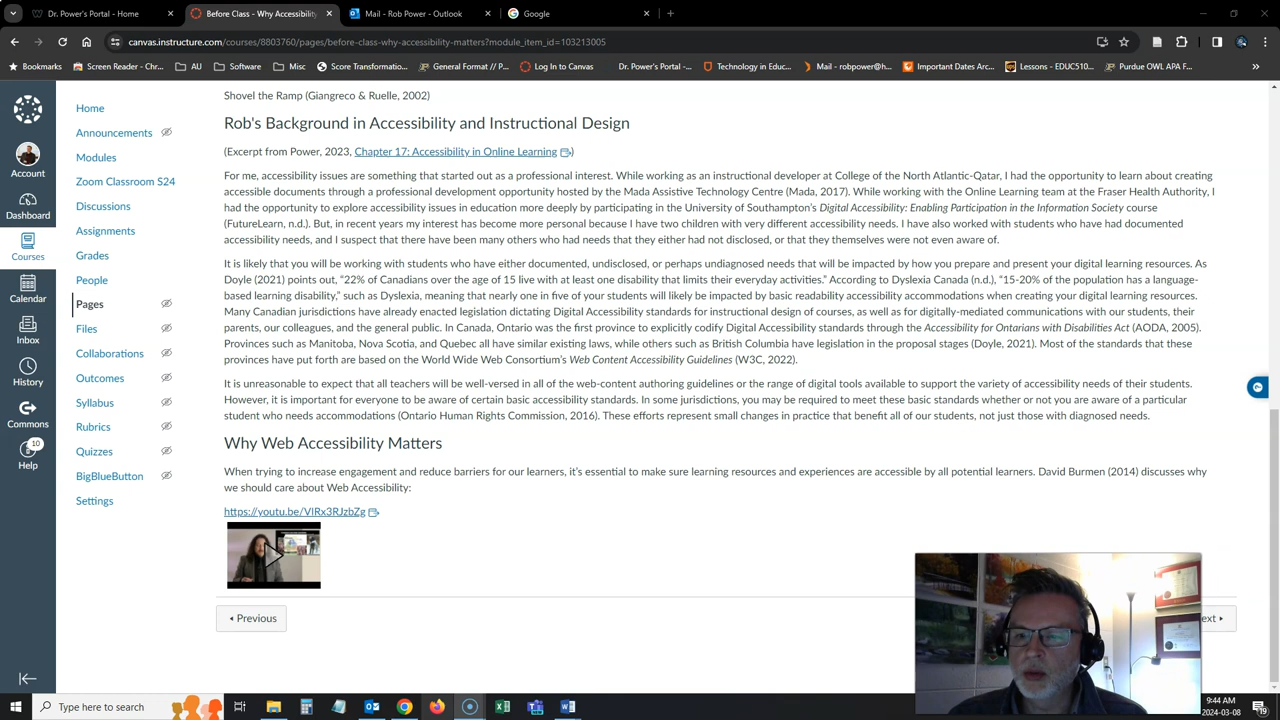 Dr. Power's Portal - Home
Before Class - Why Accessibility
Mail - Rob Power - Outlook
Google
canvas.instructure.com/courses/8803760/pages/before-class-why-accessibility-matters?module_item_id=103213005
Bookmarks
Screen Reader - Chr...
AU
Software
Misc
Score Transformatio...
General Format // P...
Log In to Canvas
Dr. Power's Portal -...
Technology in Educ...
Mail - robpower@h...
Important Dates Arc...
Lessons - EDUC510...
Purdue OWL APA F...
Account
Dashboard
Courses
Calendar
Inbox
History
Commons
10
Help
Home
Announcements
Modules
Zoom Classroom S24
Discussions
Assignments
Grades
People
Pages
Files
Collaborations
Outcomes
Syllabus
Rubrics
Quizzes
BigBlueButton
Settings
Shovel the Ramp (Giangreco & Ruelle, 2002)
Rob's Background in Accessibility and Instructional Design
(Excerpt from Power, 2023, Chapter 17: Accessibility in Online Learning)
For me, accessibility issues are something that started out as a professional interest. While working as an instructional developer at College of the North Atlantic-Qatar, I had the opportunity to learn about creating
accessible documents through a professional development opportunity hosted by the Mada Assistive Technology Centre (Mada, 2017). While working with the Online Learning team at the Fraser Health Authority, I
had the opportunity to explore accessibility issues in education more deeply by participating in the University of Southampton's Digital Accessibility: Enabling Participation in the Information Society course
(FutureLearn, n.d.). But, in recent years my interest has become more personal because I have two children with very different accessibility needs. I have also worked with students who have had documented
accessibility needs, and I suspect that there have been many others who had needs that they either had not disclosed, or that they themselves were not even aware of.
It is likely that you will be working with students who have either documented, undisclosed, or perhaps undiagnosed needs that will be impacted by how you prepare and present your digital learning resources. As
Doyle (2021) points out, "22% of Canadians over the age of 15 live with at least one disability that limits their everyday activities." According to Dyslexia Canada (n.d.), "15-20% of the population has a language-
based learning disability," such as Dyslexia, meaning that nearly one in five of your students will likely be impacted by basic readability accessibility accommodations when creating your digital learning resources.
Many Canadian jurisdictions have already enacted legislation dictating Digital Accessibility standards for instructional design of courses, as well as for digitally-mediated communications with our students, their
parents, our colleagues, and the general public. In Canada, Ontario was the first province to explicitly codify Digital Accessibility standards through the Accessibility for Ontarians with Disabilities Act (AODA, 2005).
Provinces such as Manitoba, Nova Scotia, and Quebec all have similar existing laws, while others such as British Columbia have legislation in the proposal stages (Doyle, 2021). Most of the standards that these
provinces have put forth are based on the World Wide Web Consortium's Web Content Accessibility Guidelines (W3C, 2022).
It is unreasonable to expect that all teachers will be well-versed in all of the web-content authoring guidelines or the range of digital tools available to support the variety of accessibility needs of their students.
However, it is important for everyone to be aware of certain basic accessibility standards. In some jurisdictions, you may be required to meet these basic standards whether or not you are aware of a particular
student who needs accommodations (Ontario Human Rights Commission, 2016). These efforts represent small changes in practice that benefit all of our students, not just those with diagnosed needs.
Why Web Accessibility Matters
When trying to increase engagement and reduce barriers for our learners, it's essential to make sure learning resources and experiences are accessible by all potential learners. David Burmen (2014) discusses why
we should care about Web Accessibility:
https://youtu.be/VIRx3RJzbZg
Previous
ext
Type here to search
9:44 AM
2024-03-08
19